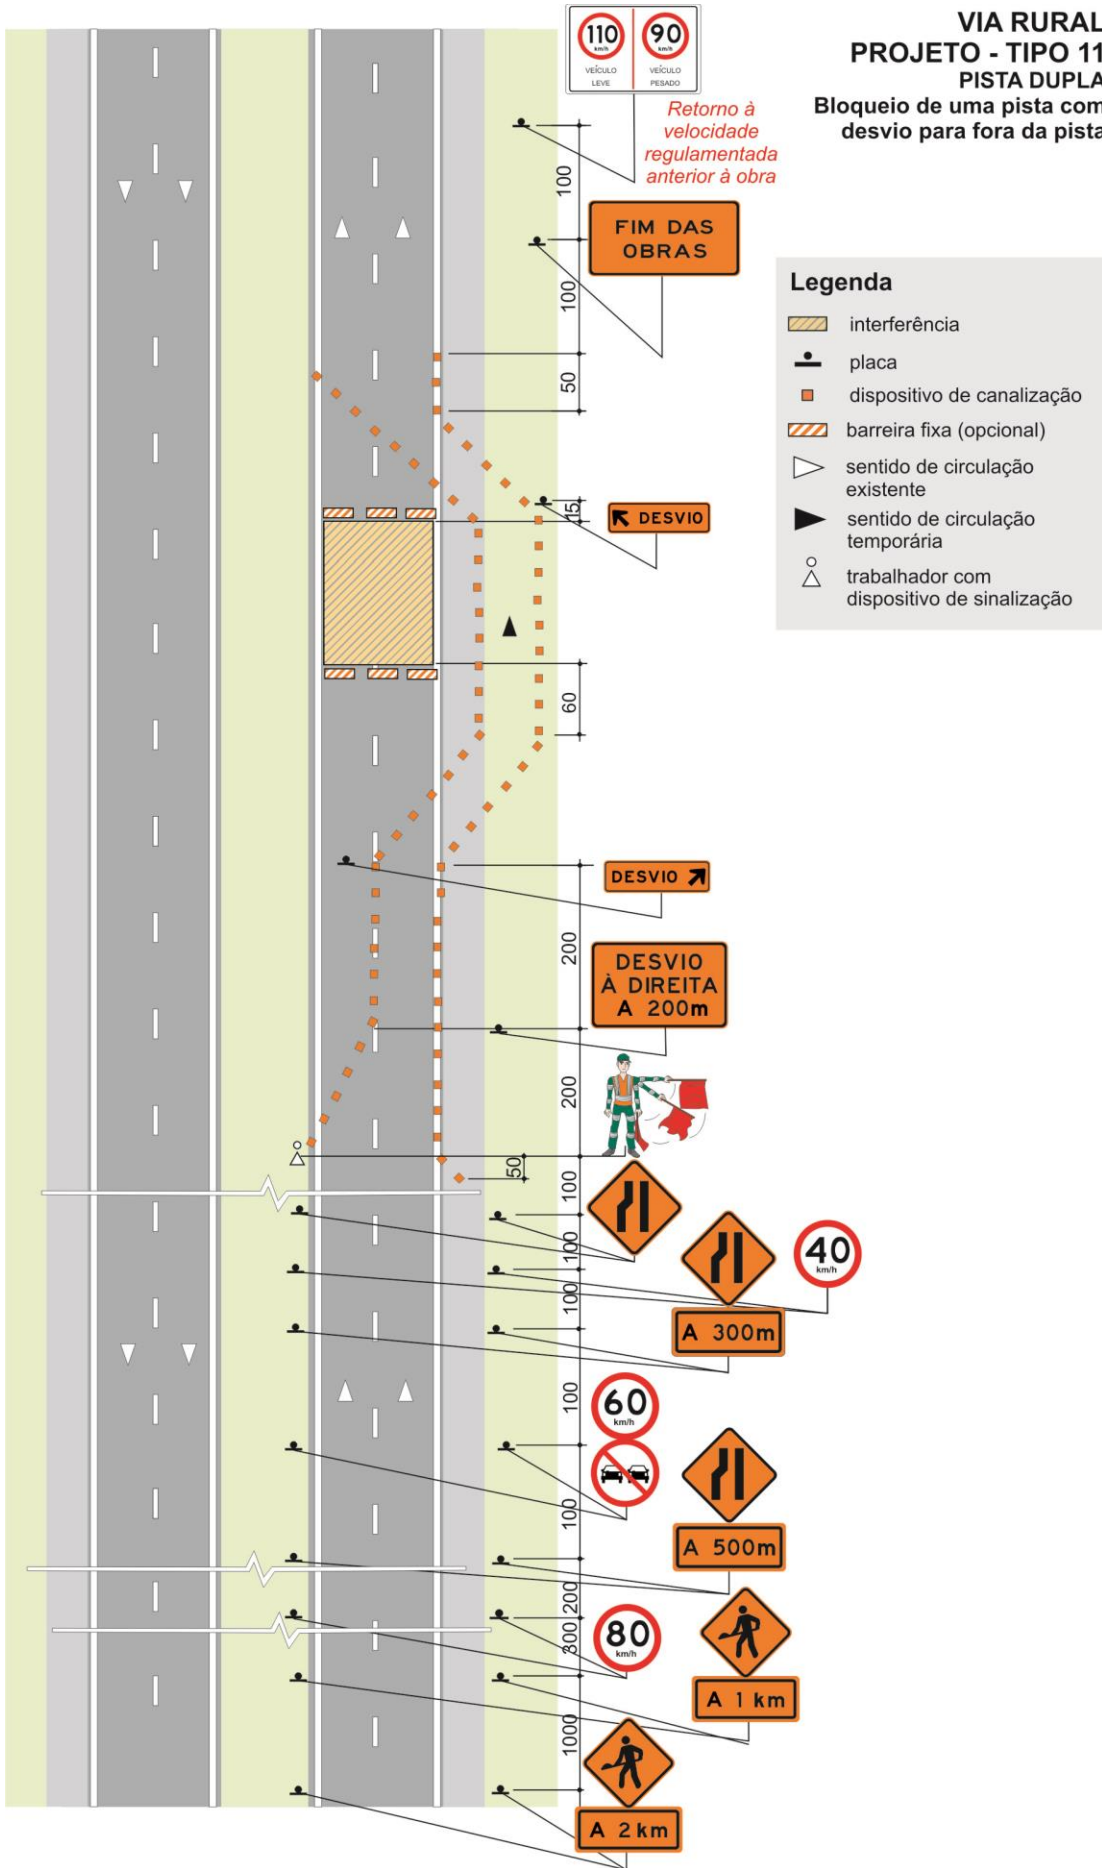 VIA RURAL
PROJETO - TIPO 11
PISTA DUPLA
Bloqueio de uma pista com
desvio para fora da pista
110
km/h
VEÍCULO
LEVE
90
km/h
VEÍCULO
PESADO
Retorno à
velocidade
regulamentada
anterior à obra
100
FIM DAS
OBRAS
100
Legenda
interferência
placa
dispositivo de canalização
barreira fixa (opcional)
sentido de circulação
existente
sentido de circulação
temporária
trabalhador com
dispositivo de sinalização
50
15
DESVIO
60
DESVIO
200
DESVIO
À DIREITA
A 200m
200
50
100
100
40
km/h
100
A 300m
100
60
km/h
100
A 500m
200
300
80
km/h
A 1 km
1000
A 2 km